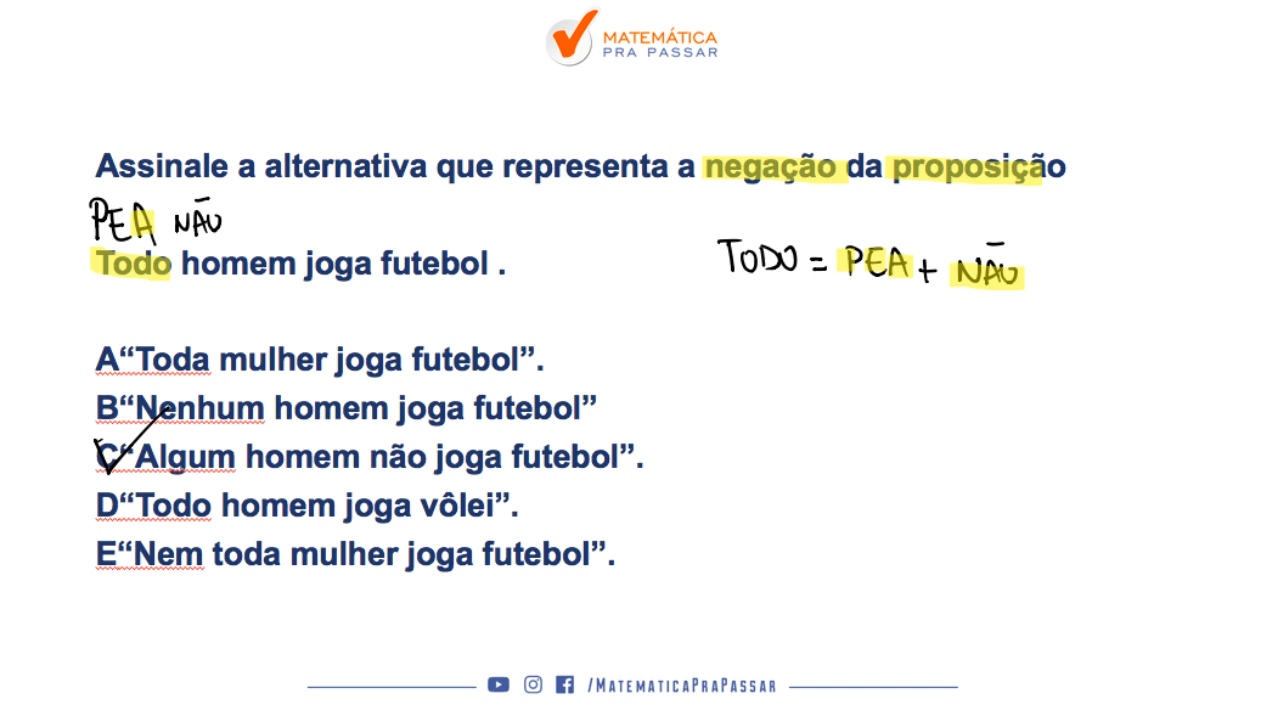 MATEMÁTICA
PRA PASSAR
Assinale a alternativa que representa a negação da proposição
PEA NÃO
Todo homem joga futebol .
TODO = PEA + NÃO
A“Toda mulher joga futebol”.
B“Nenhum homem joga futebol”
C“Algum homem não joga futebol”.
D“Todo homem joga vôlei”.
E“Nem toda mulher joga futebol”.
/MATEMATICAPRAPASSAR